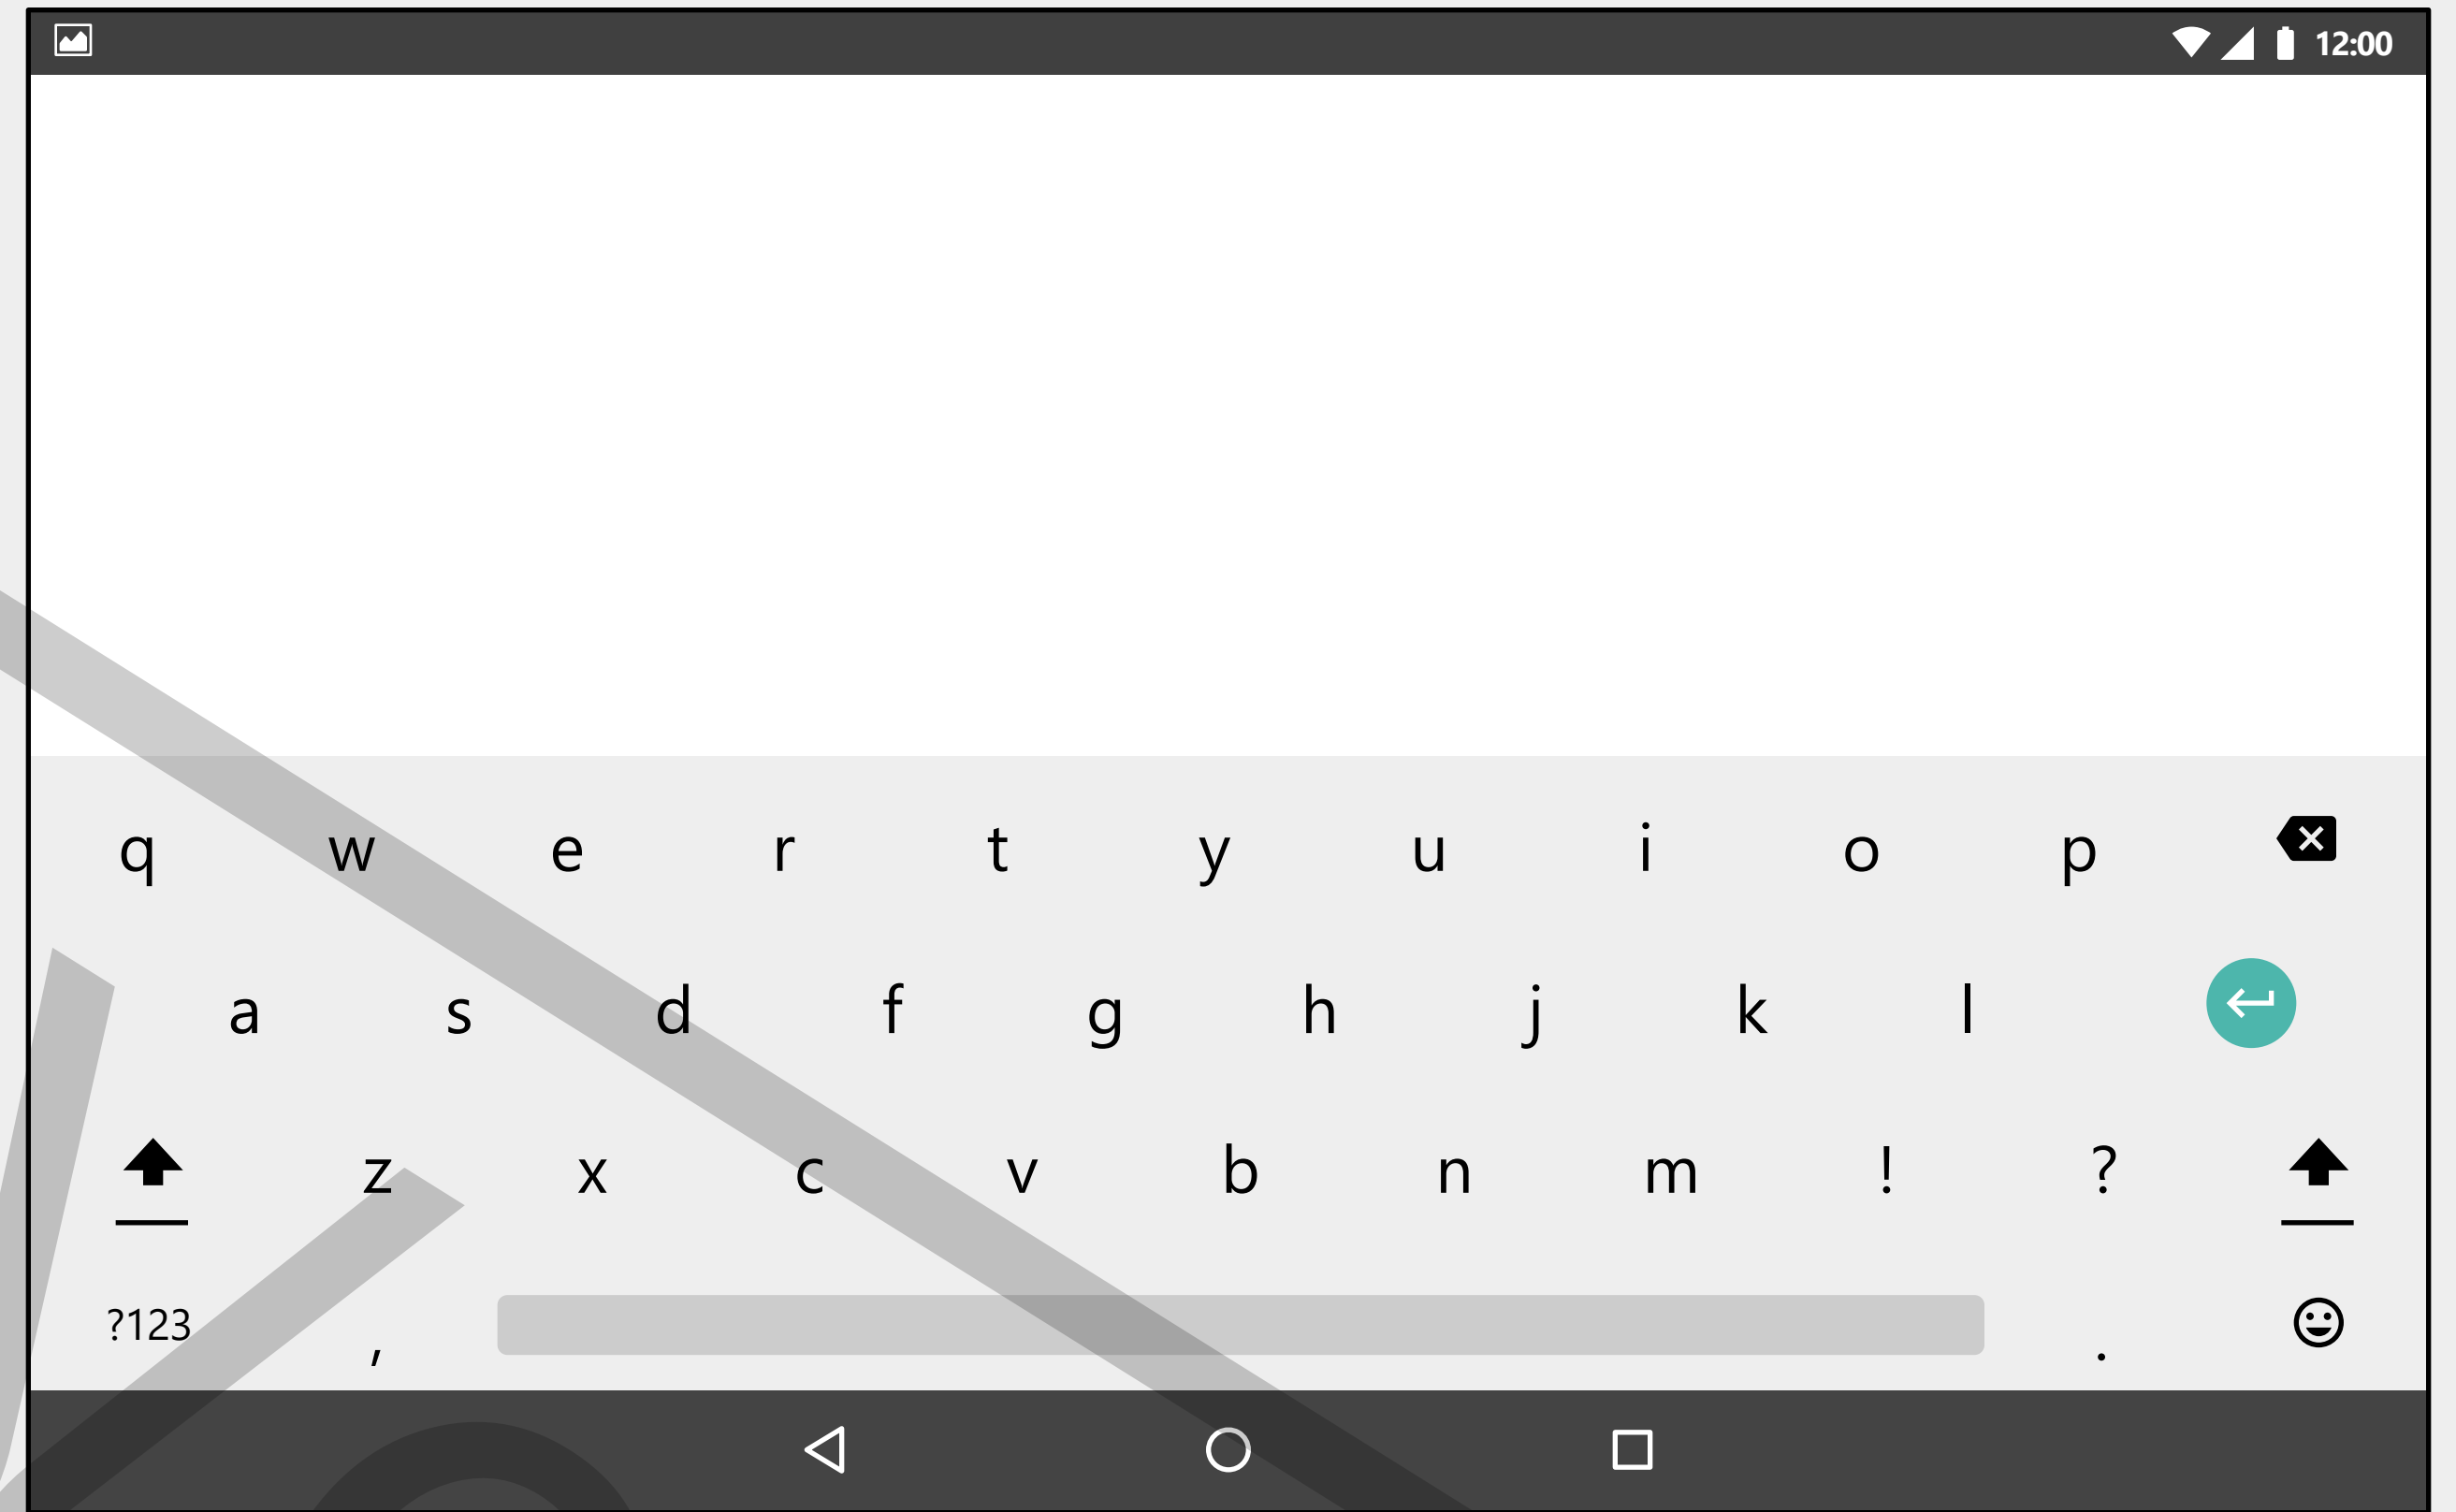 12:00
q w e r t y u i o p
a s d f g h j k l
z x c v b n m ! ?
?123 , .